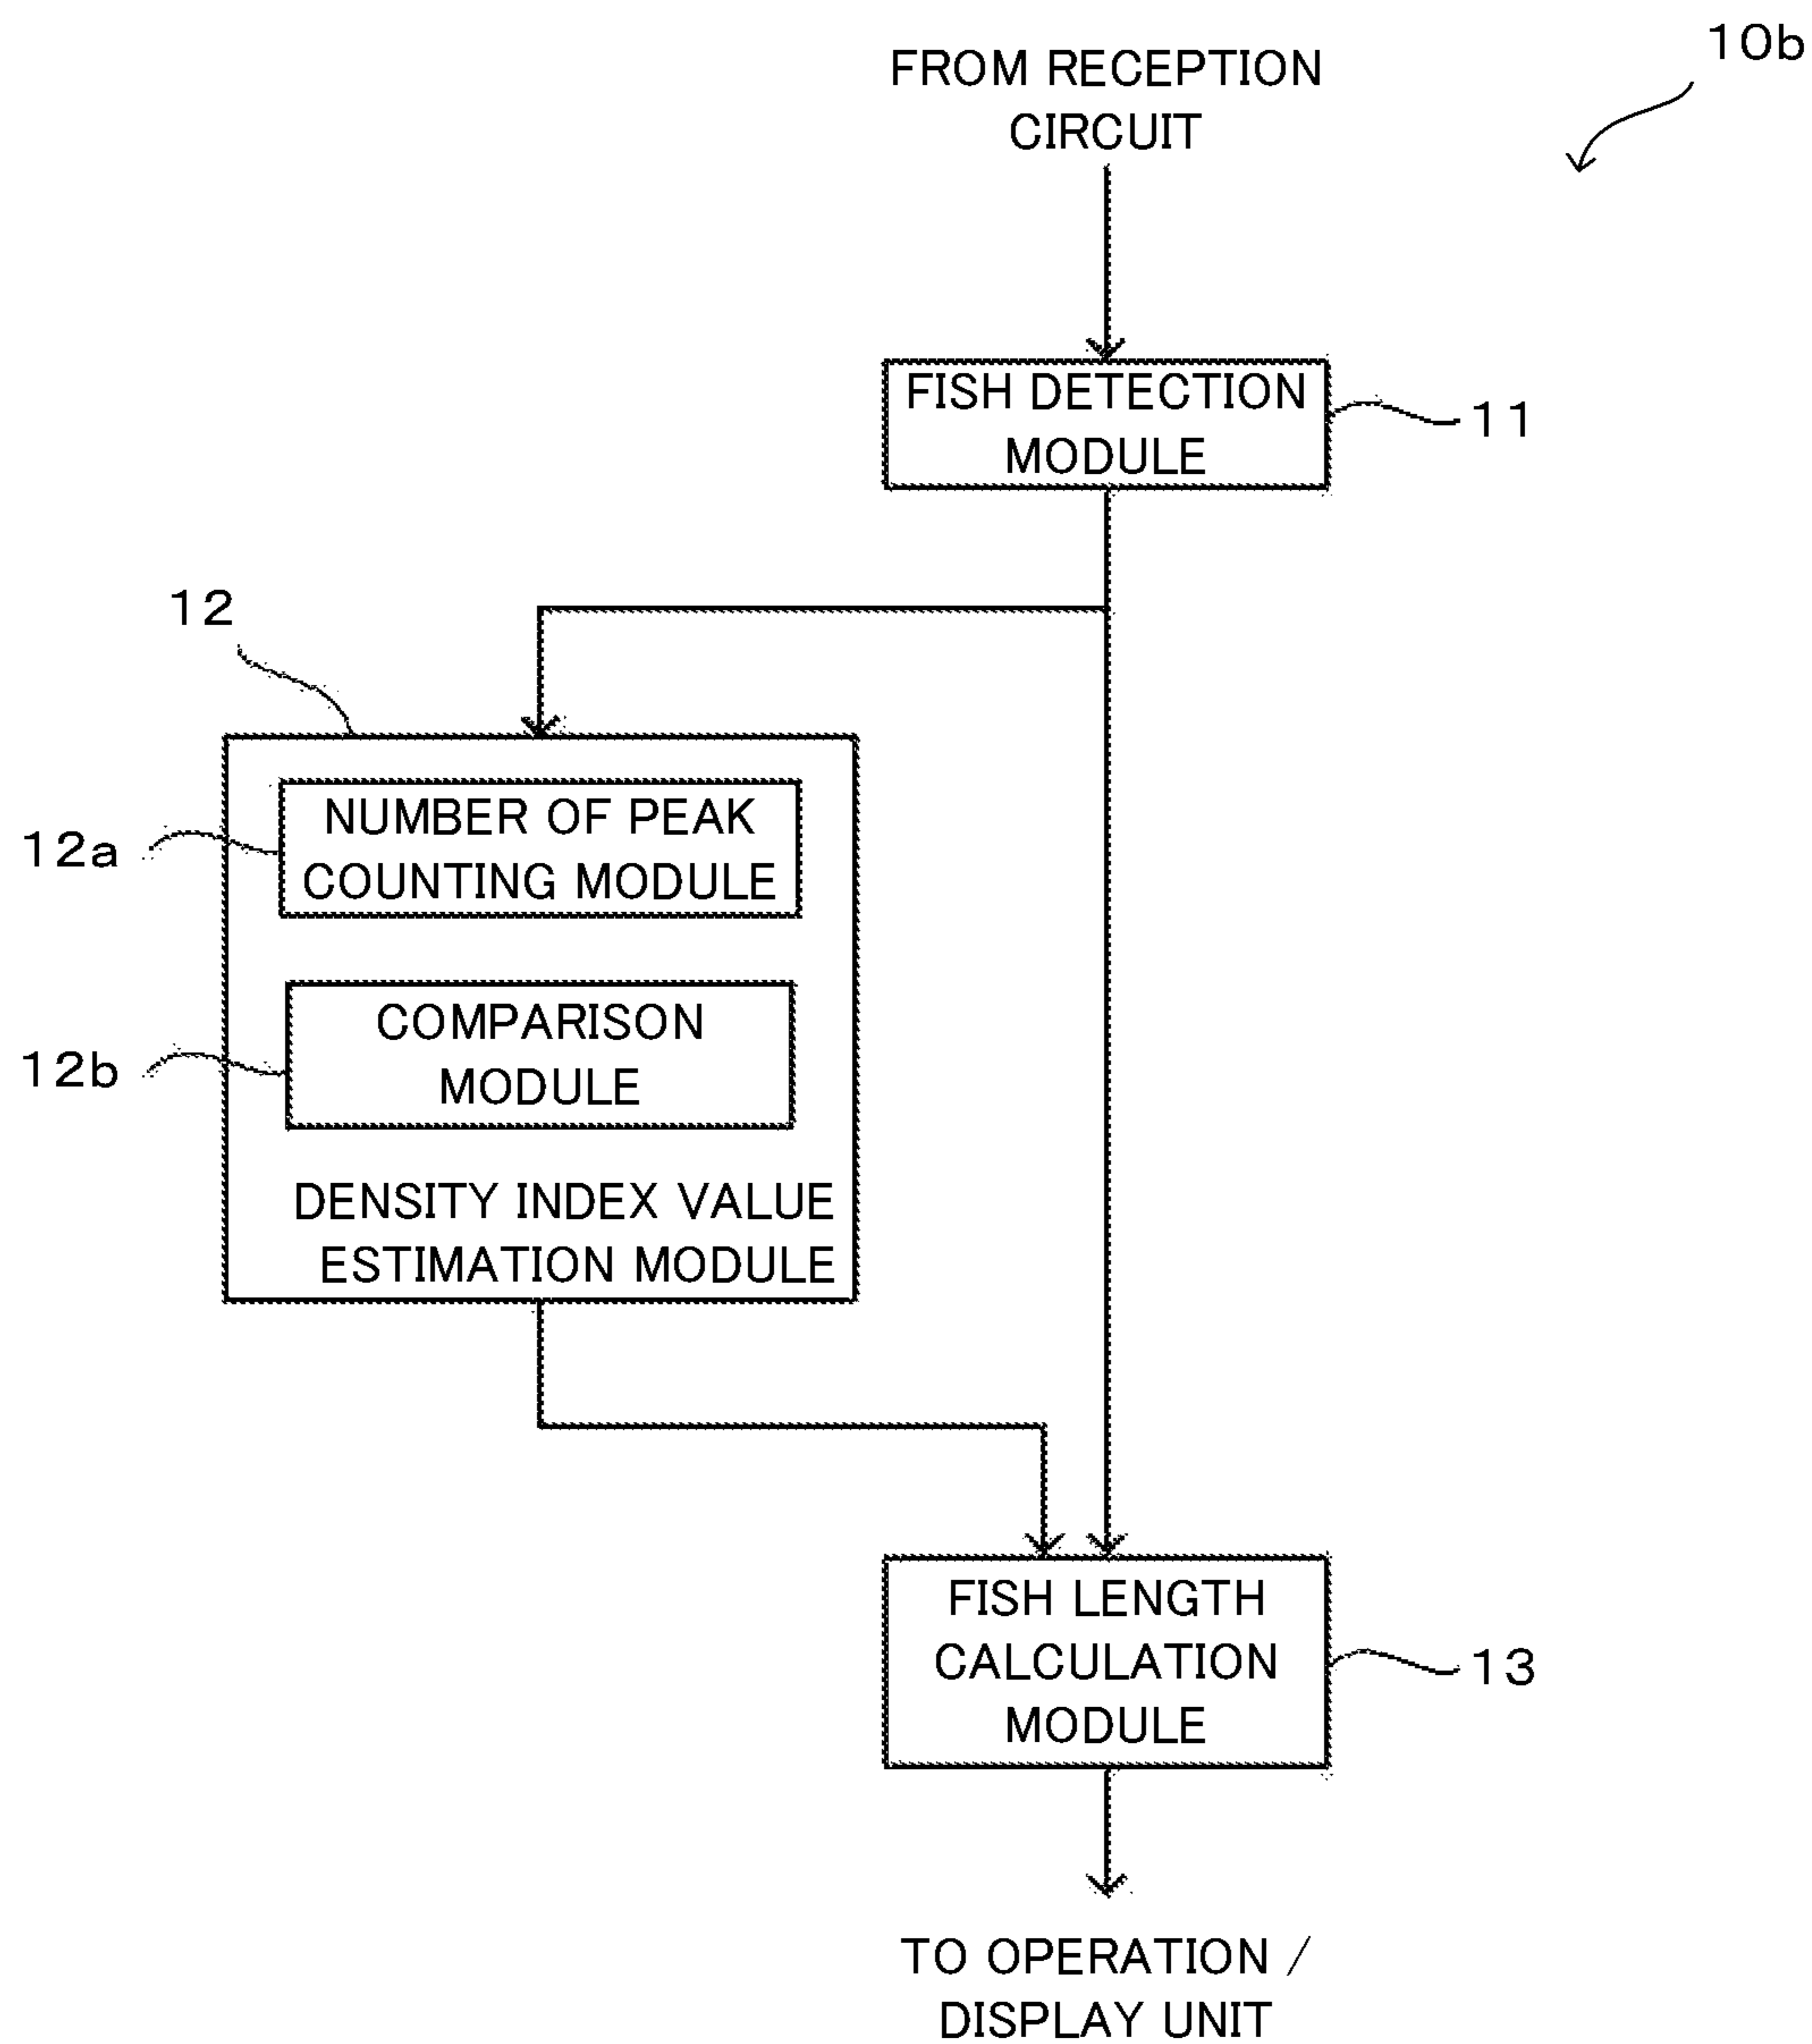 10b
FROM RECEPTION
CIRCUIT
FISH DETECTION
MODULE
11
12
NUMBER OF PEAK
COUNTING MODULE
12a
COMPARISON
MODULE
12b
DENSITY INDEX VALUE
ESTIMATION MODULE
FISH LENGTH
CALCULATION
MODULE
13
TO OPERATION /
DISPLAY UNIT